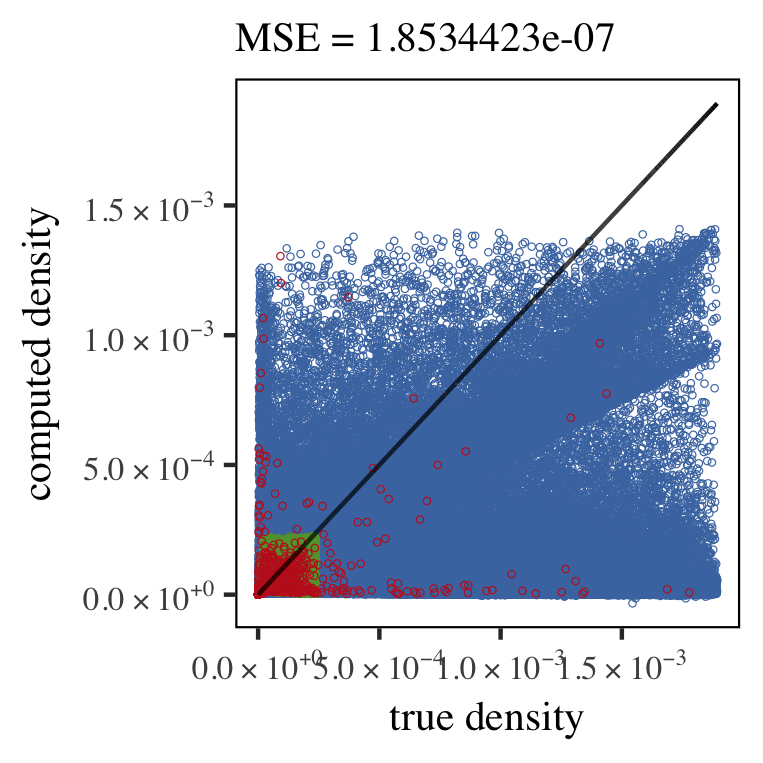 MSE = 1.8534423e-07
computed density
1.5 × 10⁻³
1.0 × 10⁻³
5.0 × 10⁻⁴
0.0 × 10⁺⁰
0.0 × 10⁺⁰ 5.0 × 10⁻⁴ 1.0 × 10⁻³ 1.5 × 10⁻³
true density